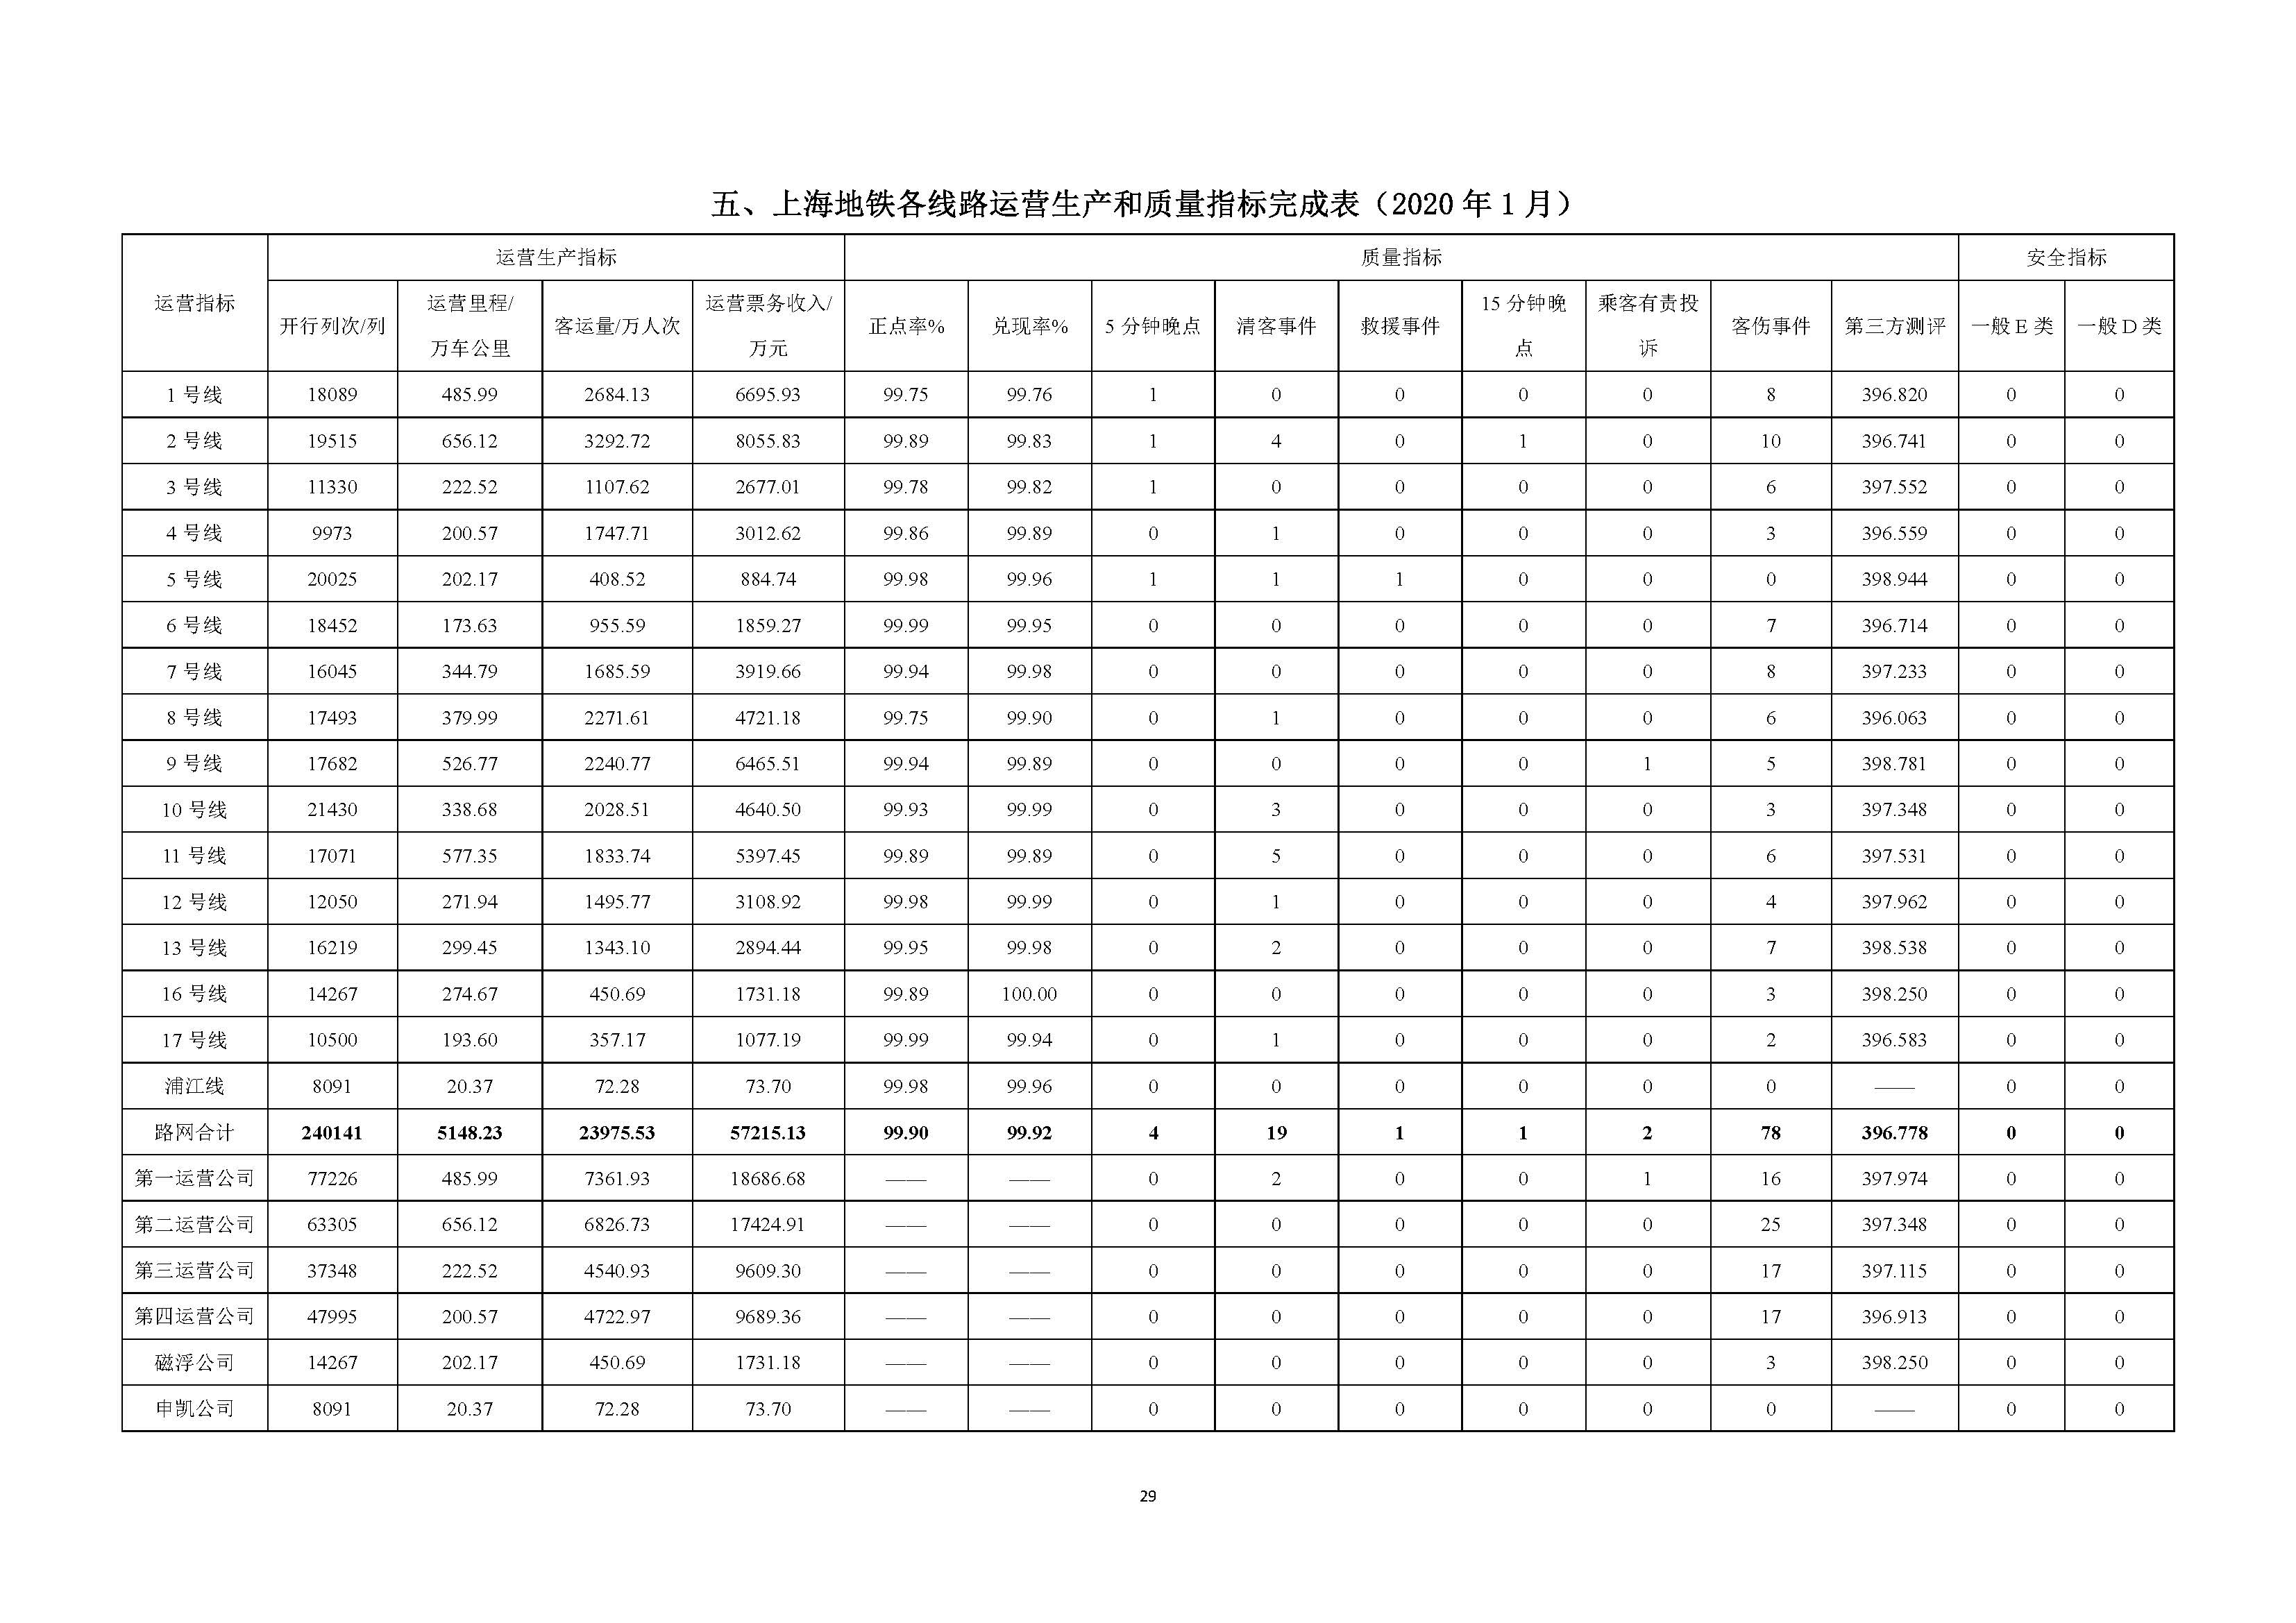 五、上海地铁各线路运营生产和质量指标完成表（2020 年 1 月）
运营指标 运营生产指标 质量指标 安全指标
开行列次/列 运营里程/万车公里 客运量/万人次 运营票务收入/万元 正点率% 兑现率% 5 分钟晚点 清客事件 救援事件 15 分钟晚点 乘客有责投诉 客伤事件 第三方测评 一般 E 类 一般 D 类
1 号线 18089 485.99 2684.13 6695.93 99.75 99.76 1 0 0 0 0 8 396.820 0 0
2 号线 19515 656.12 3292.72 8055.83 99.89 99.83 1 4 0 1 0 10 396.741 0 0
3 号线 11330 222.52 1107.62 2677.01 99.78 99.82 1 0 0 0 0 6 397.552 0 0
4 号线 9973 200.57 1747.71 3012.62 99.86 99.89 0 1 0 0 0 3 396.559 0 0
5 号线 20025 202.17 408.52 884.74 99.98 99.96 1 1 1 0 0 0 398.944 0 0
6 号线 18452 173.63 955.59 1859.27 99.99 99.95 0 0 0 0 0 7 396.714 0 0
7 号线 16045 344.79 1685.59 3919.66 99.94 99.98 0 0 0 0 0 8 397.233 0 0
8 号线 17493 379.99 2271.61 4721.18 99.75 99.90 0 1 0 0 0 6 396.063 0 0
9 号线 17682 526.77 2240.77 6465.51 99.94 99.89 0 0 0 0 1 5 398.781 0 0
10 号线 21430 338.68 2028.51 4640.50 99.93 99.99 0 3 0 0 0 3 397.348 0 0
11 号线 17071 577.35 1833.74 5397.45 99.89 99.89 0 5 0 0 0 6 397.531 0 0
12 号线 12050 271.94 1495.77 3108.92 99.98 99.99 0 1 0 0 0 4 397.962 0 0
13 号线 16219 299.45 1343.10 2894.44 99.95 99.98 0 2 0 0 0 7 398.538 0 0
16 号线 14267 274.67 450.69 1731.18 99.89 100.00 0 0 0 0 0 3 398.250 0 0
17 号线 10500 193.60 357.17 1077.19 99.99 99.94 0 1 0 0 0 2 396.583 0 0
浦江线 8091 20.37 72.28 73.70 99.98 99.96 0 0 0 0 0 0 —— 0 0
路网合计 240141 5148.23 23975.53 57215.13 99.90 99.92 4 19 1 1 2 78 396.778 0 0
第一运营公司 77226 485.99 7361.93 18686.68 —— —— 0 2 0 0 1 16 397.974 0 0
第二运营公司 63305 656.12 6826.73 17424.91 —— —— 0 0 0 0 0 25 397.348 0 0
第三运营公司 37348 222.52 4540.93 9609.30 —— —— 0 0 0 0 0 17 397.115 0 0
第四运营公司 47995 200.57 4722.97 9689.36 —— —— 0 0 0 0 0 17 396.913 0 0
磁浮公司 14267 202.17 450.69 1731.18 —— —— 0 0 0 0 0 3 398.250 0 0
申凯公司 8091 20.37 72.28 73.70 —— —— 0 0 0 0 0 0 —— 0 0
29